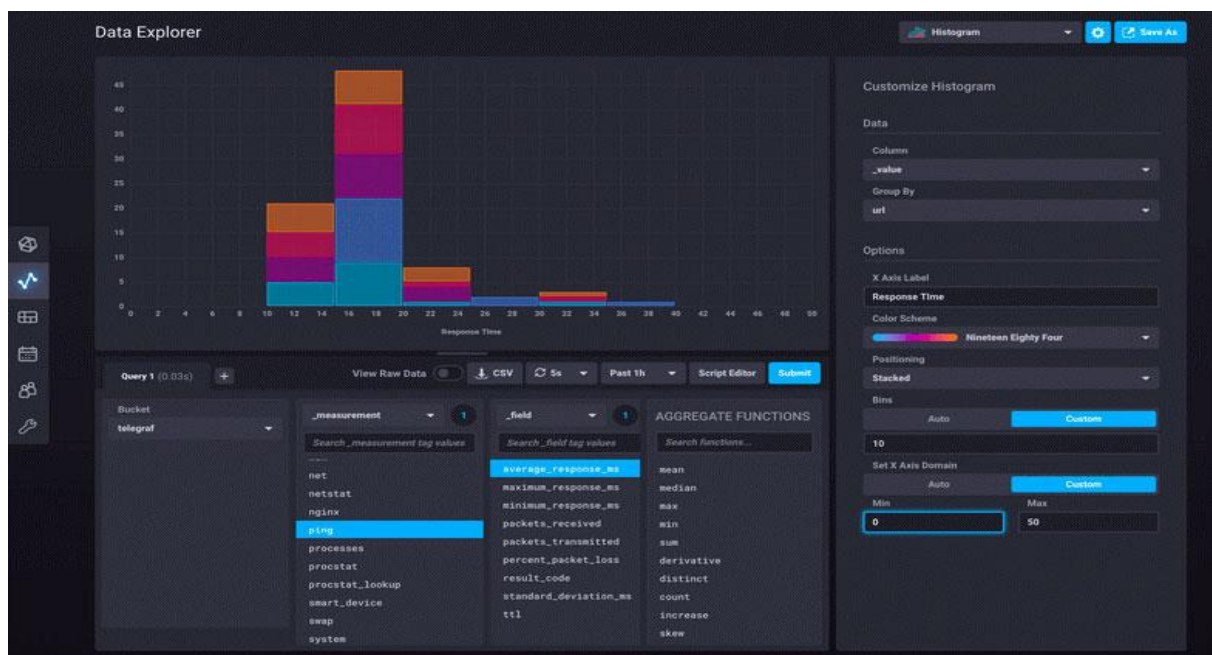 Data Explorer
Histogram
Save As
45
40
35
30
25
20
15
10
5
0
0 2 4 6 8 10 12 14 16 18 20 22 24 26 28 30 32 34 36 38 40 42 44 46 48 50
Response TIme
Customize Histogram
Data
Column
_value
Group By
url
Options
X Axis Label
Response TIme
Color Scheme
Nineteen Eighty Four
Positioning
Stacked
Bins
Auto Custom
10
Set X Axis Domain
Auto Custom
Min Max
0 50
Query 1 (0.03s) + View Raw Data CSV 5s Past 1h Script Editor Submit
Bucket
telegraf
_measurement 1
Search _measurement tag values
net
netstat
nginx
ping
processes
procstat
procstat_lookup
smart_device
swap
system
_field 1
Search _field tag values
average_response_ms
maximum_response_ms
minimum_response_ms
packets_received
packets_transmitted
percent_packet_loss
result_code
standard_deviation_ms
ttl
AGGREGATE FUNCTIONS
Search functions...
mean
median
max
min
sum
derivative
distinct
count
increase
skew